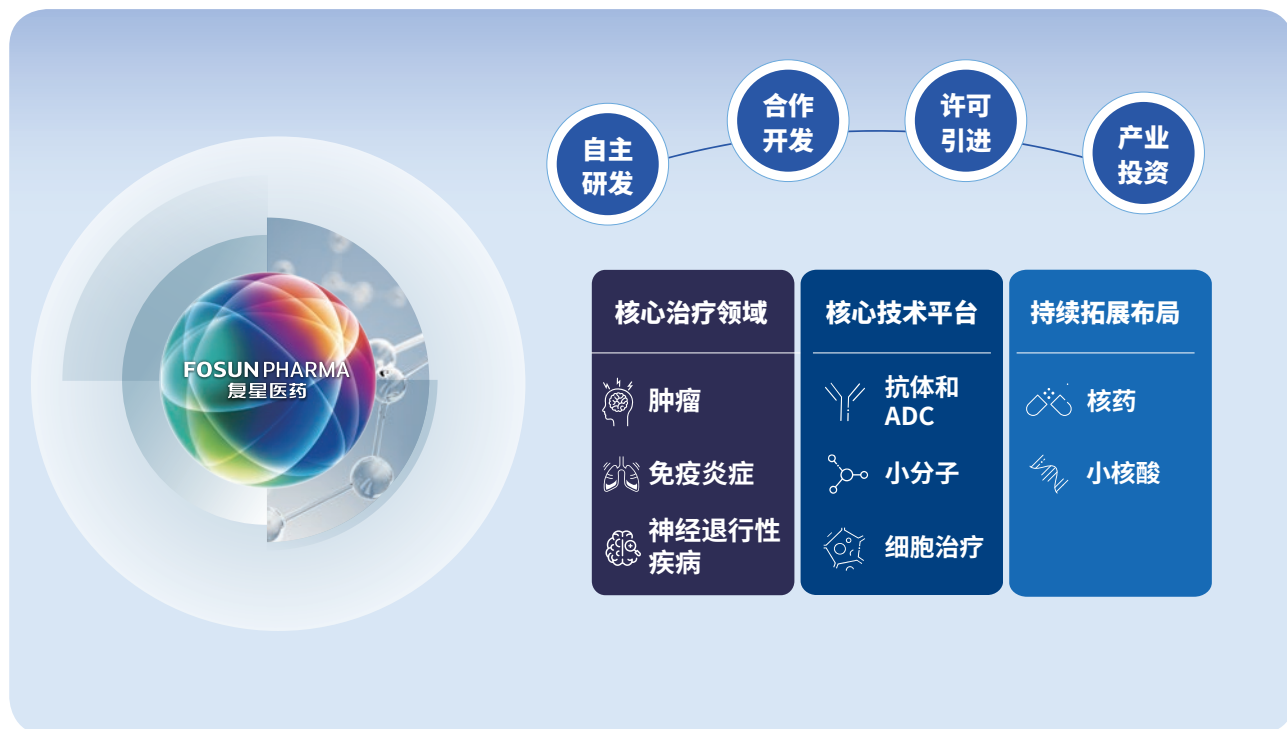 自主
研发
合作
开发
许可
引进
产业
投资
FOSUN PHARMA
复星医药
核心治疗领域
肿瘤
免疫炎症
神经退行性
疾病
核心技术平台
抗体和
ADC
小分子
细胞治疗
持续拓展布局
核药
小核酸